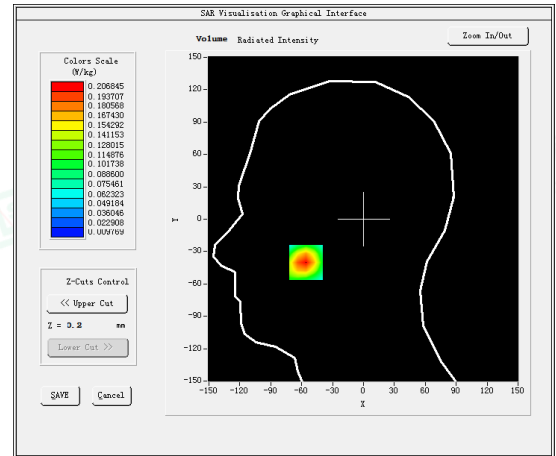 SAR Visualisation Graphical Interface
Colors Scale
(W/kg)
0.206845
0.193707
0.180568
0.167430
0.154292
0.141153
0.128015
0.114876
0.101738
0.088600
0.075461
0.062323
0.049184
0.036046
0.022908
0.009769
Z-Cuts Control
<< Upper Cut
Z = 0.2 mm
Lower Cut >>
SAVE Cancel
Volume Radiated Intensity
Zoom In/Out
150
120
90
60
30
0
-30
-60
-90
-120
-150
Y
-150 -120 -90 -60 -30 0 30 60 90 120 150
X